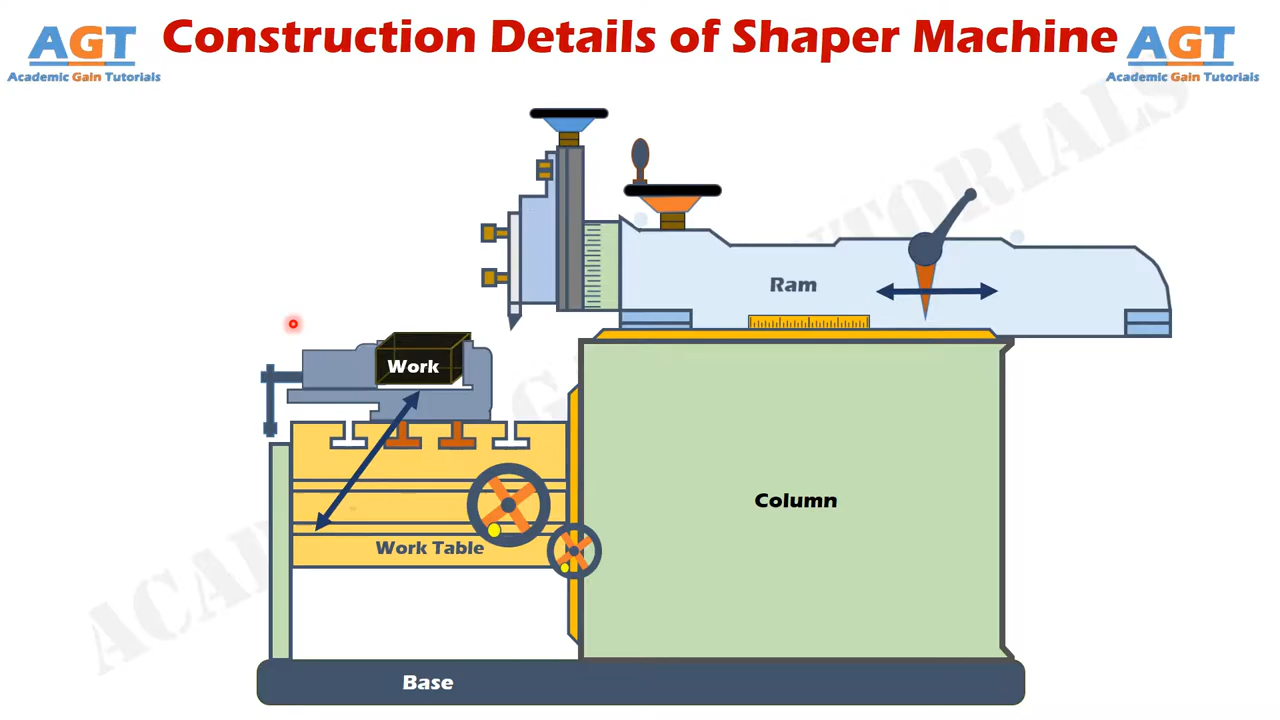 Construction Details of Shaper Machine
AGT
Academic Gain Tutorials
AGT
Academic Gain Tutorials
Ram
Work
Column
Work Table
Base